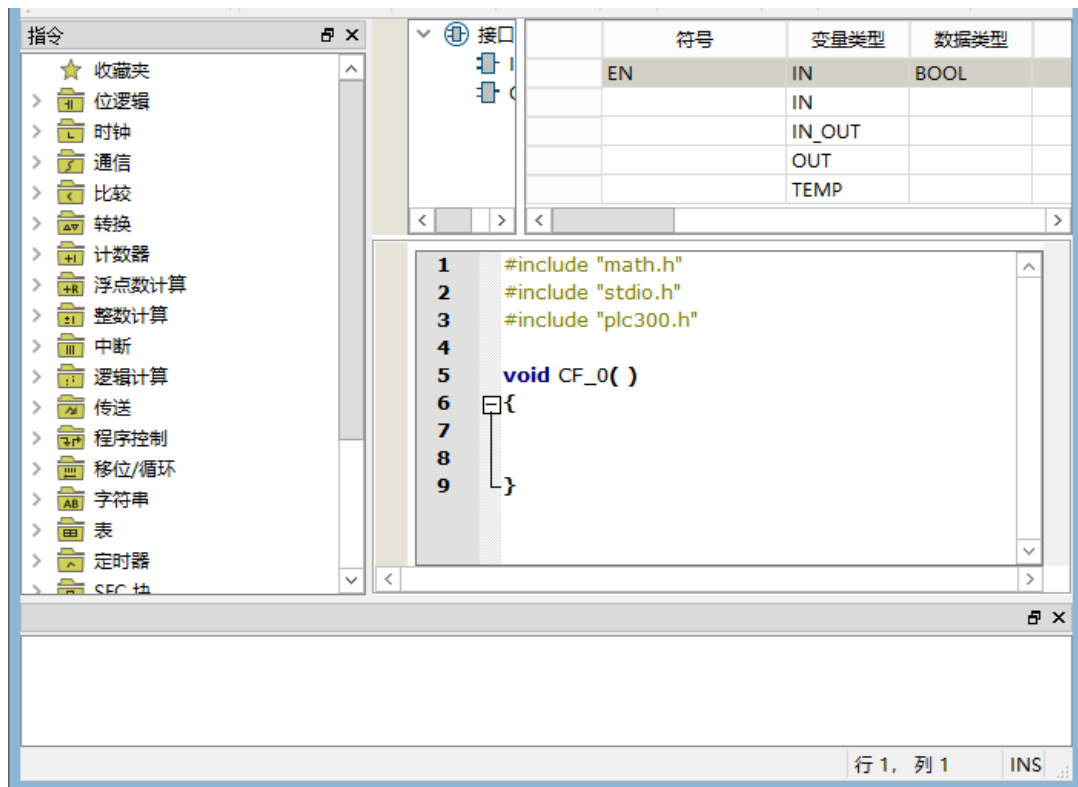 指令
收藏夹
位逻辑
时钟
通信
比较
转换
计数器
浮点数计算
整数计算
中断
逻辑计算
传送
程序控制
移位/循环
字符串
表
定时器
接口
符号 变量类型 数据类型
EN IN BOOL
IN
IN_OUT
OUT
TEMP
1 #include "math.h"
2 #include "stdio.h"
3 #include "plc300.h"
4
5 void CF_0( )
6 {
7
8
9 }
行 1, 列 1 INS